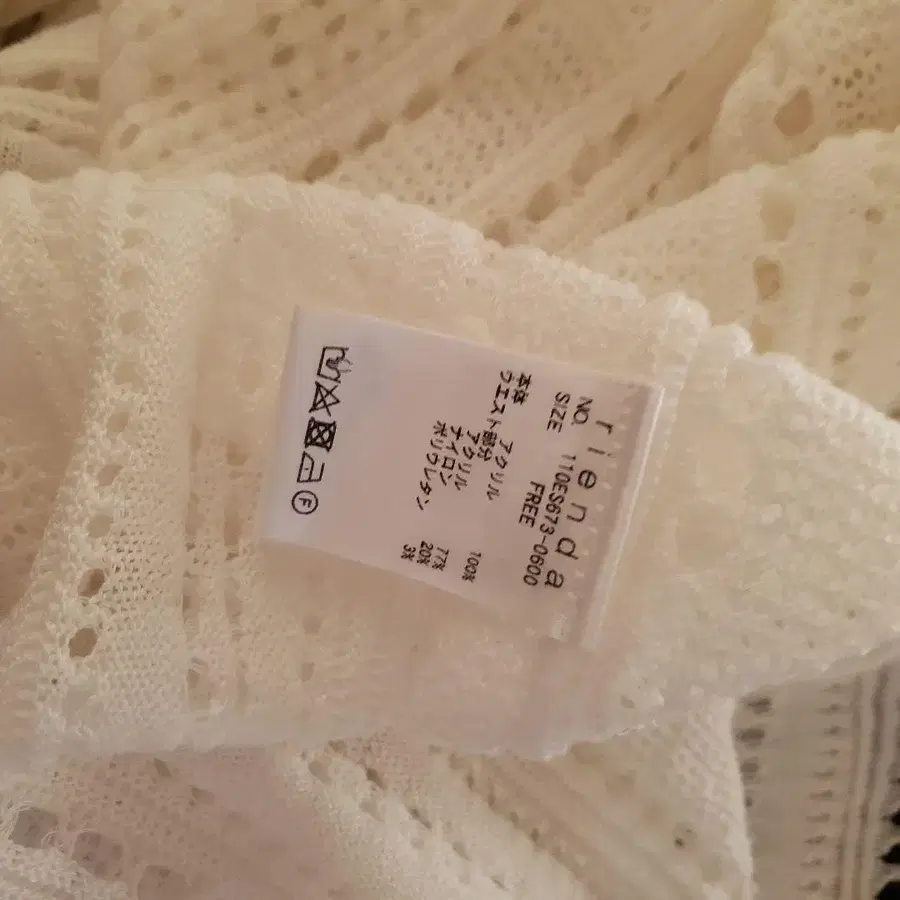 rienda
NO. 110ES673-0600
SIZE FREE
本体 アクリル 100%
ウエスト部分 アクリル 77%
ナイロン 20%
ポリウレタン 3%
F